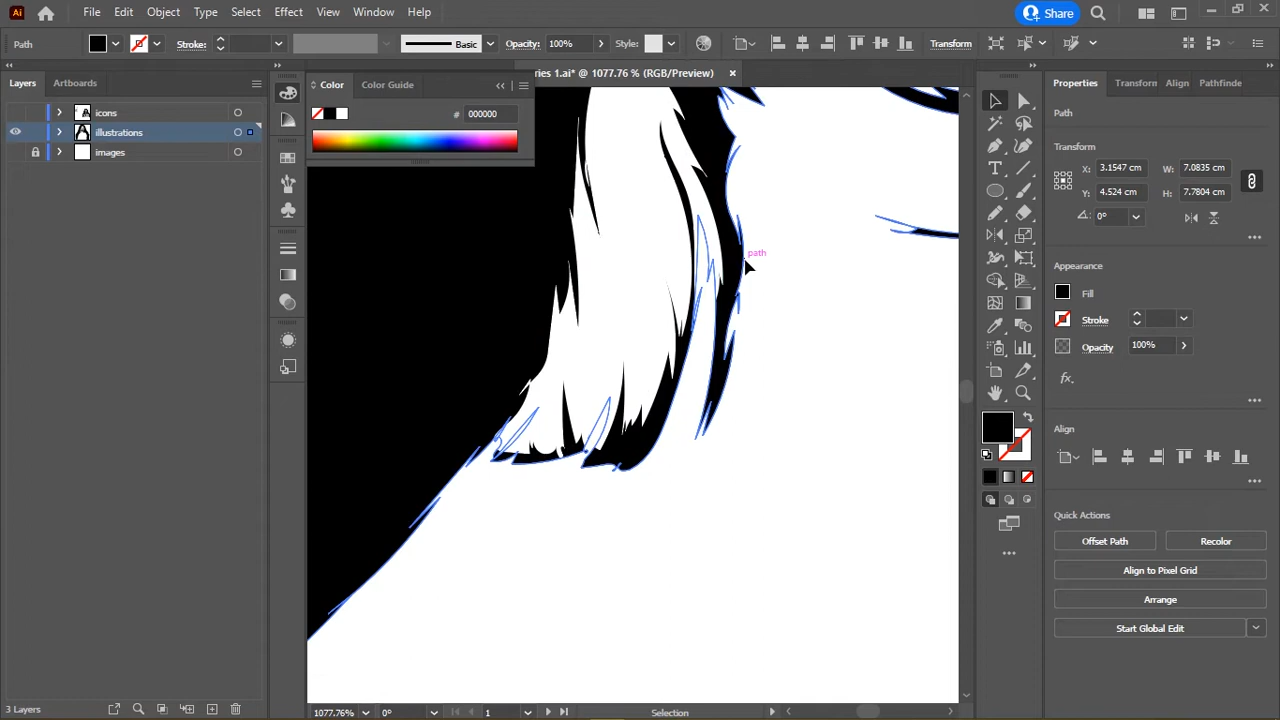 Ai
File Edit Object Type Select Effect View Window Help
Share
Path
Stroke:
Basic
Opacity: 100%
Style:
Transform
Layers Artboards
icons
illustrations
images
3 Layers
Color Color Guide
# 000000
ries 1.ai* @ 1077.76 % (RGB/Preview)
path
1077.76%
0°
1
Selection
Properties Transform Align Pathfinde
Path
Transform
X: 3.1547 cm W: 7.0835 cm
Y: 4.524 cm H: 7.7804 cm
0°
Appearance
Fill
Stroke
Opacity 100%
fx.
Align
Quick Actions
Offset Path Recolor
Align to Pixel Grid
Arrange
Start Global Edit